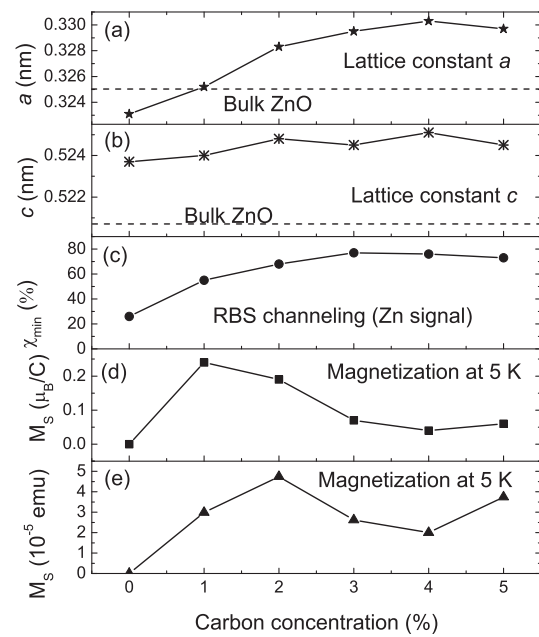 0.330
0.328
0.326
0.324
a (nm)
(a)
Lattice constant a
Bulk ZnO
0.524
0.522
c (nm)
(b)
Lattice constant c
Bulk ZnO
80
60
40
20
0
χmin (%)
(c)
RBS channeling (Zn signal)
0.2
0.1
0.0
MS (μB/C)
(d)
Magnetization at 5 K
5
4
3
2
1
0
MS (10-5 emu)
(e)
Magnetization at 5 K
0 1 2 3 4 5
Carbon concentration (%)